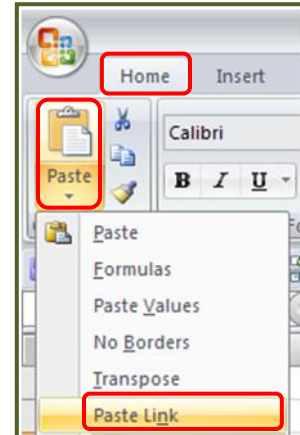 Home Insert
Calibri
Paste
B I U
Paste
Formulas
Paste Values
No Borders
Transpose
Paste Link